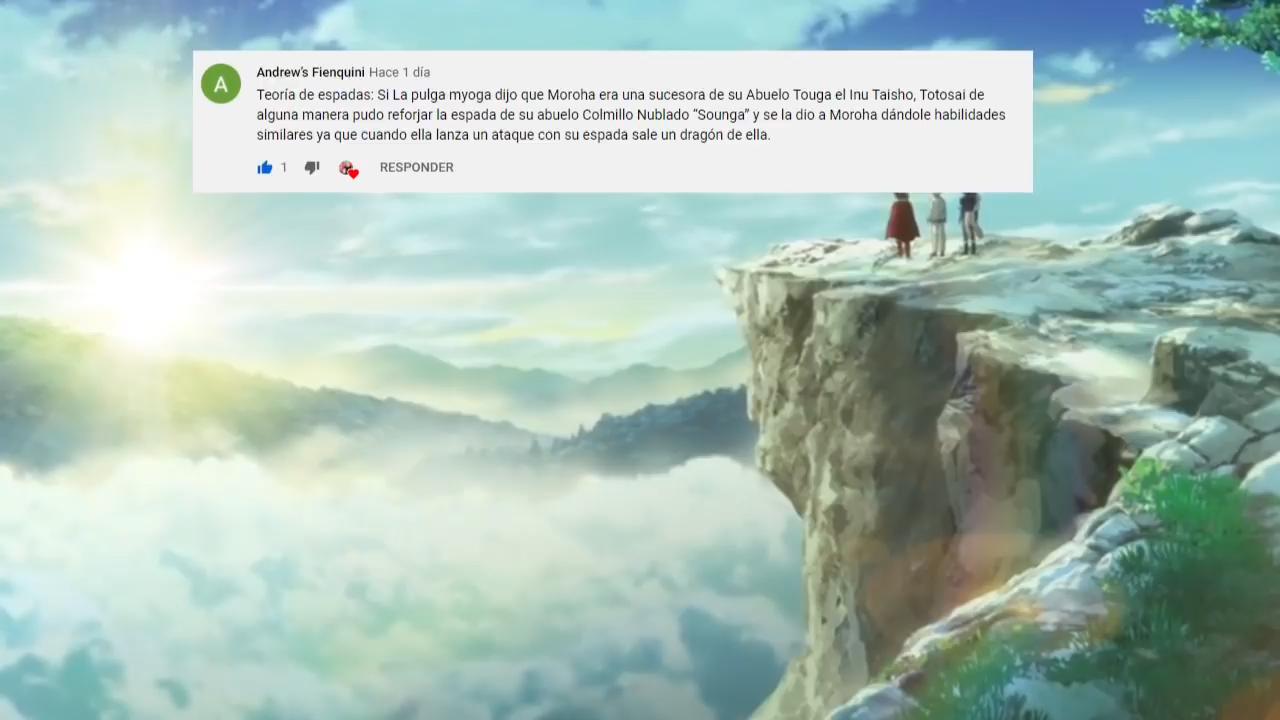 A
Andrew's Fienquini Hace 1 día
Teoría de espadas: Si La pulga myoga dijo que Moroha era una sucesora de su Abuelo Touga el Inu Taisho, Totosai de
alguna manera pudo reforjar la espada de su abuelo Colmillo Nublado “Sounga” y se la dio a Moroha dándole habilidades
similares ya que cuando ella lanza un ataque con su espada sale un dragón de ella.
1 RESPONDER